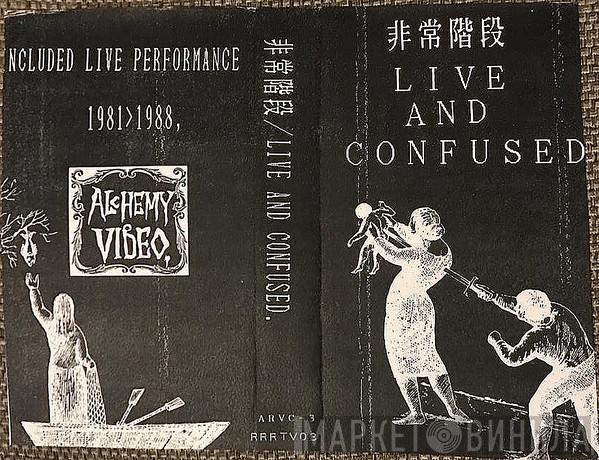 NCLUDED LIVE PERFORMANCE
1981>1988,
ALCHEMY
VIDEO,
非常階段/LIVE AND CONFUSED.
ARVC-3
RRRTV03
非常階段
LIVE
AND
CONFUSED
МАРКЕТ ВИНИЛА